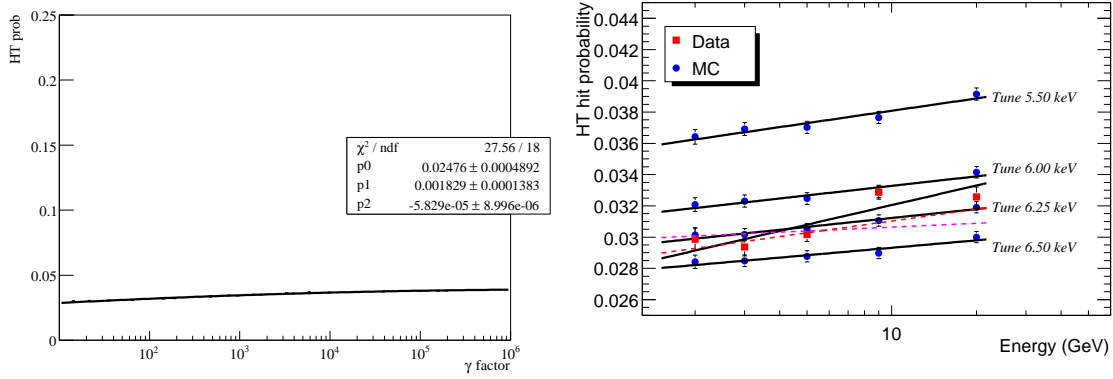 HT prob
0.25
0.2
0.15
0.1
0.05
0
10² 10³ 10⁴ 10⁵ 10⁶
γ factor
χ² / ndf 27.56 / 18
p0 0.02476 ± 0.0004892
p1 0.001829 ± 0.0001383
p2 -5.829e-05 ± 8.996e-06
HT hit probability
0.044
0.042
0.04
0.038
0.036
0.034
0.032
0.03
0.028
0.026
Data
MC
Tune 5.50 keV
Tune 6.00 keV
Tune 6.25 keV
Tune 6.50 keV
10
Energy (GeV)